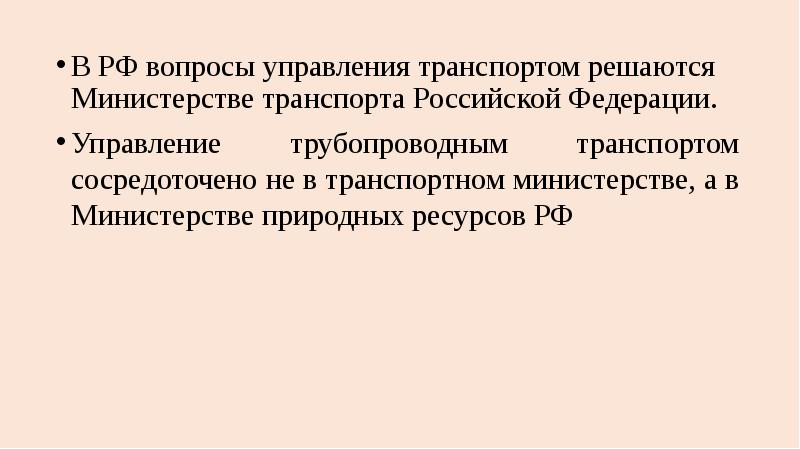 • В РФ вопросы управления транспортом решаются
Министерстве транспорта Российской Федерации.
• Управление трубопроводным транспортом
сосредоточено не в транспортном министерстве, а в
Министерстве природных ресурсов РФ